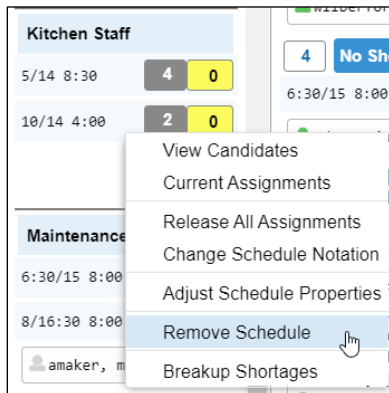 Kitchen Staff
5/14 8:30 4 0
10/14 4:00 2 0
View Candidates
Current Assignments
Release All Assignments
Change Schedule Notation
Adjust Schedule Properties
Remove Schedule
Breakup Shortages
Maintenance
6:30/15 8:00
8/16:30 8:00
amaker, m
4 No Sh
6:30/15 8:00